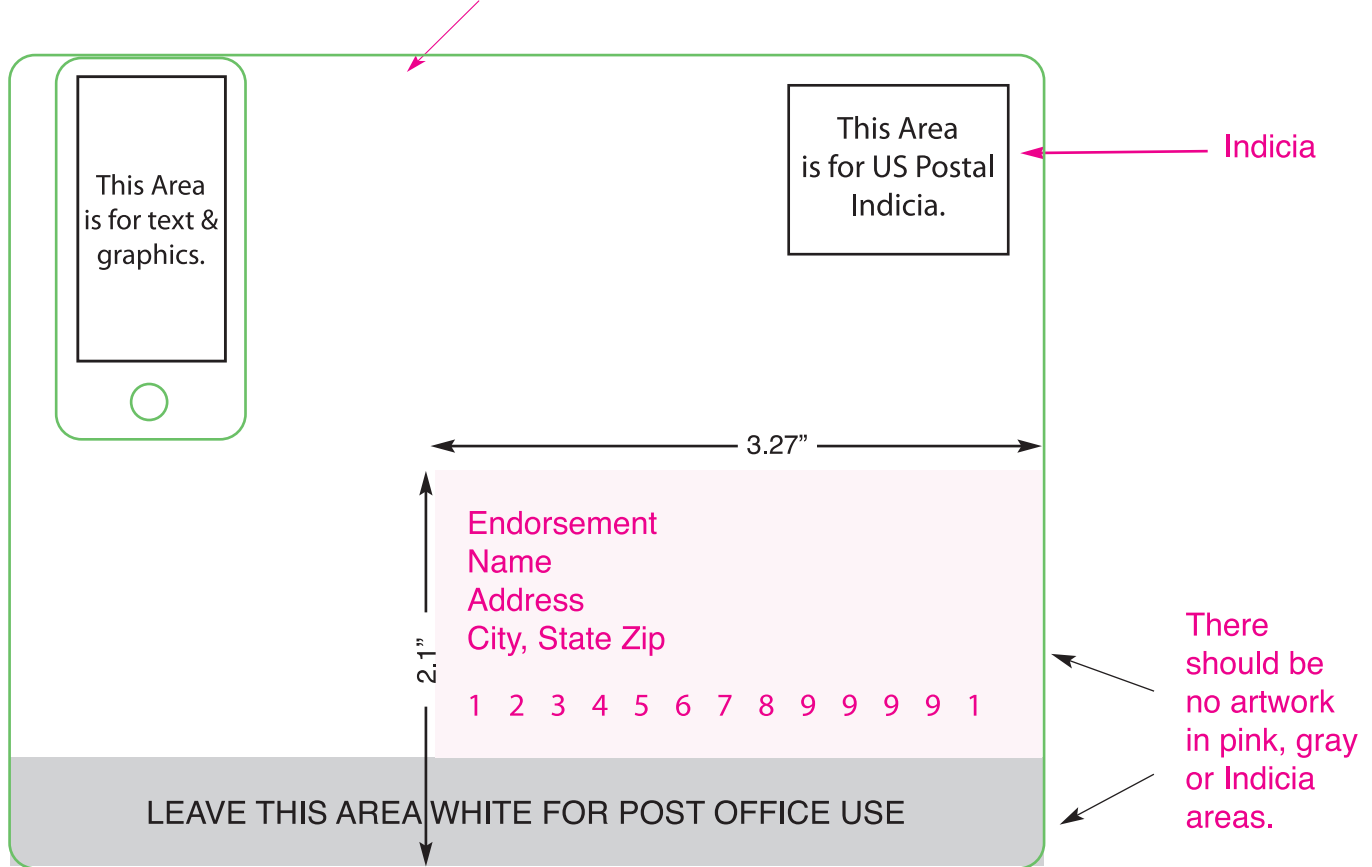 This Area
is for text &
graphics.
This Area
is for US Postal
Indicia.
Indicia
3.27”
2.1”
Endorsement
Name
Address
City, State Zip
1 2 3 4 5 6 7 8 9 9 9 9 1
There
should be
no artwork
in pink, gray
or Indicia
areas.
LEAVE THIS AREA WHITE FOR POST OFFICE USE